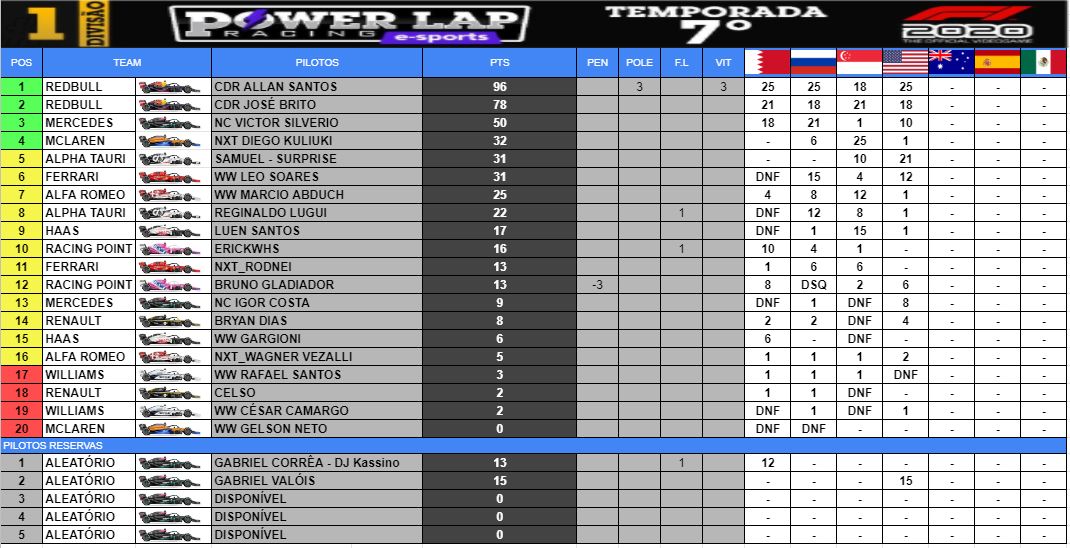 1 DIVISÃO POWER LAP RACING e-sports TEMPORADA 7º F1 2020 THE OFFICIAL VIDEOGAME
POS TEAM PILOTOS PTS PEN POLE F.L VIT
1 REDBULL CDR ALLAN SANTOS 96 3 3 25 25 18 25 - - -
2 REDBULL CDR JOSÉ BRITO 78 21 18 21 18 - - -
3 MERCEDES NC VICTOR SILVERIO 50 18 21 1 10 - - -
4 MCLAREN NXT DIEGO KULIUKI 32 - 6 25 1 - - -
5 ALPHA TAURI SAMUEL - SURPRISE 31 - - 10 21 - - -
6 FERRARI WW LEO SOARES 31 DNF 15 4 12 - - -
7 ALFA ROMEO WW MARCIO ABDUCH 25 4 8 12 1 - - -
8 ALPHA TAURI REGINALDO LUGUI 22 1 DNF 12 8 1 - - -
9 HAAS LUEN SANTOS 17 DNF 1 15 1 - - -
10 RACING POINT ERICKWHS 16 1 10 4 1 - - - -
11 FERRARI NXT_RODNEI 13 1 6 6 - - - -
12 RACING POINT BRUNO GLADIADOR 13 -3 8 DSQ 2 6 - - -
13 MERCEDES NC IGOR COSTA 9 DNF 1 DNF 8 - - -
14 RENAULT BRYAN DIAS 8 2 2 DNF 4 - - -
15 HAAS WW GARGIONI 6 6 - DNF - - - -
16 ALFA ROMEO NXT_WAGNER VEZALLI 5 1 1 1 2 - - -
17 WILLIAMS WW RAFAEL SANTOS 3 1 1 1 DNF - - -
18 RENAULT CELSO 2 1 1 DNF - - - -
19 WILLIAMS WW CÉSAR CAMARGO 2 DNF 1 DNF 1 - - -
20 MCLAREN WW GELSON NETO 0 DNF DNF - - - - -
PILOTOS RESERVAS
1 ALEATÓRIO GABRIEL CORRÊA - DJ Kassino 13 1 12 - - - - - -
2 ALEATÓRIO GABRIEL VALÓIS 15 - - - 15 - - -
3 ALEATÓRIO DISPONÍVEL 0 - - - - - - -
4 ALEATÓRIO DISPONÍVEL 0 - - - - - - -
5 ALEATÓRIO DISPONÍVEL 0 - - - - - - -